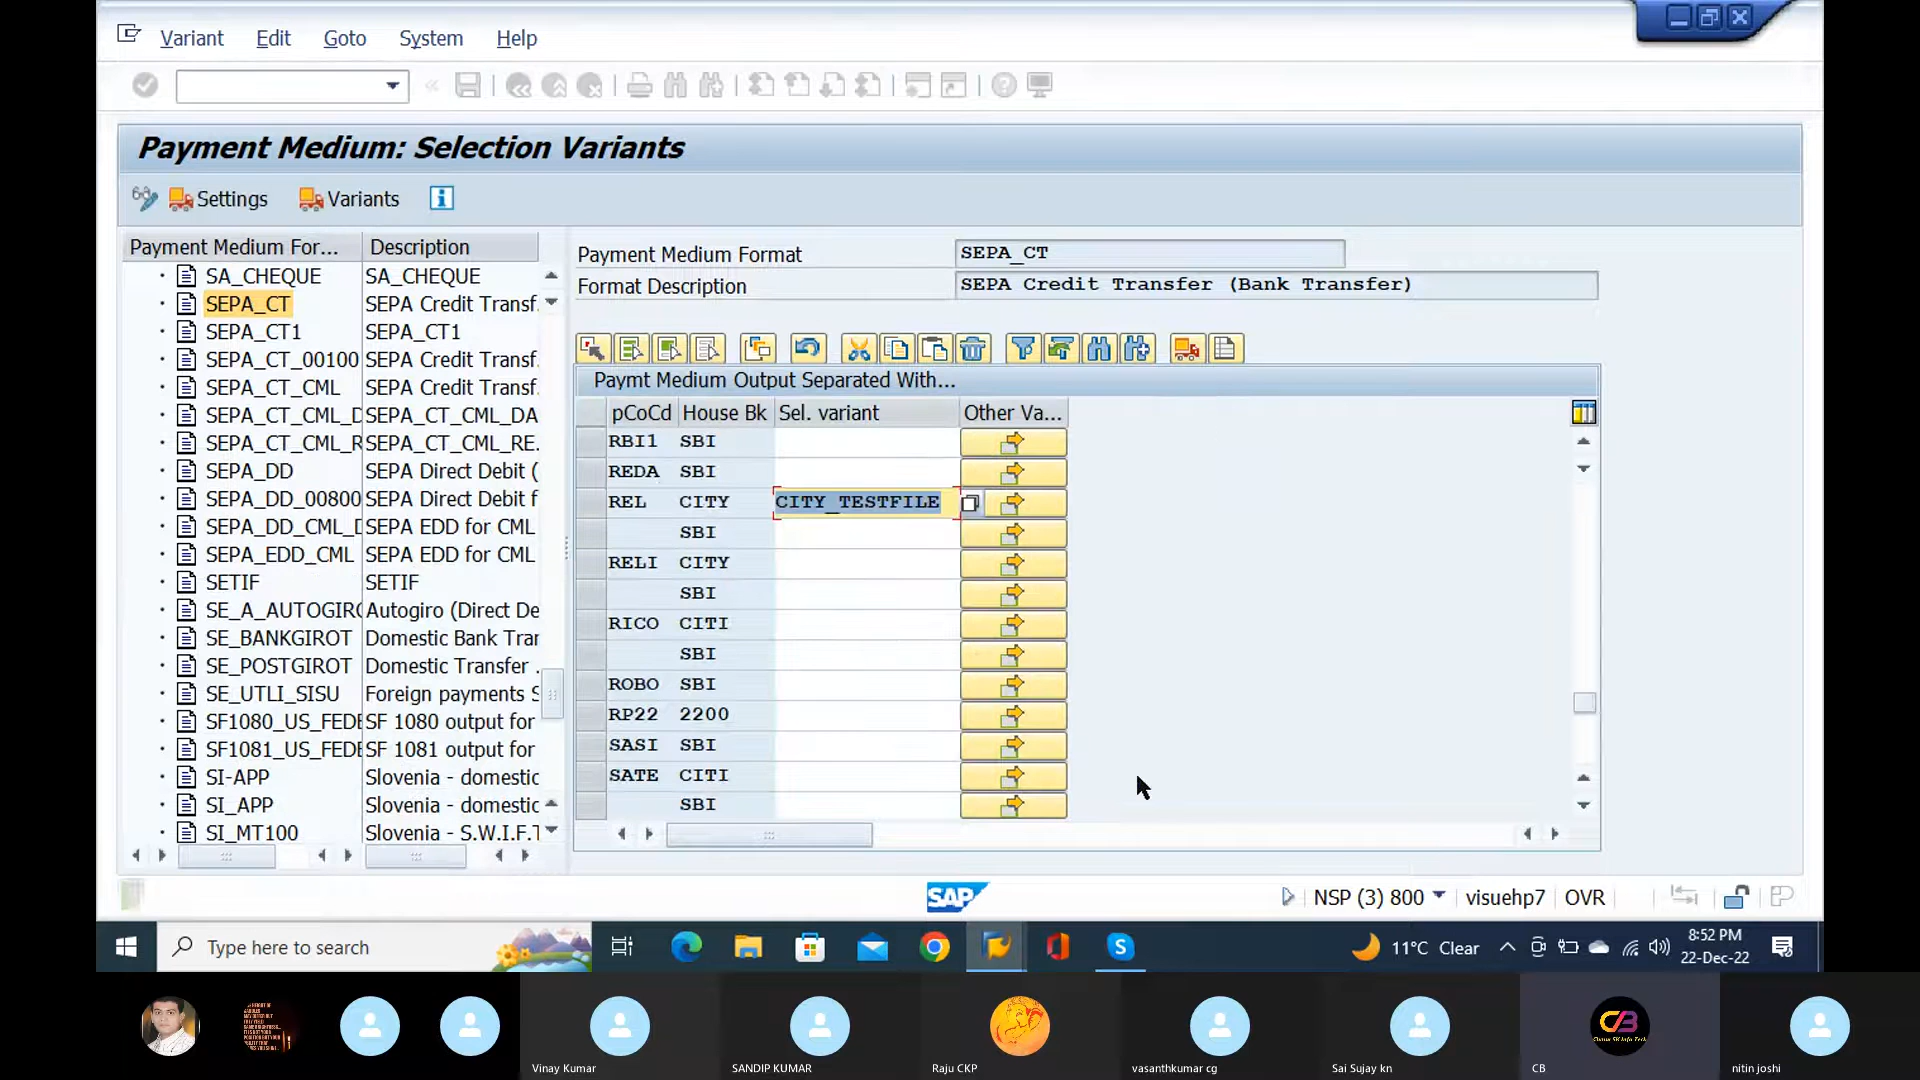 Variant Edit Goto System Help
Payment Medium: Selection Variants
Settings Variants
Payment Medium For... Description
SA_CHEQUE SA_CHEQUE
SEPA_CT SEPA Credit Transf.
SEPA_CT1 SEPA_CT1
SEPA_CT_00100 SEPA Credit Transf.
SEPA_CT_CML SEPA Credit Transf.
SEPA_CT_CML_D SEPA_CT_CML_DA
SEPA_CT_CML_R SEPA_CT_CML_RE.
SEPA_DD SEPA Direct Debit (
SEPA_DD_00800 SEPA Direct Debit f
SEPA_DD_CML_D SEPA EDD for CML
SEPA_EDD_CML SEPA EDD for CML
SETIF SETIF
SE_A_AUTOGIRO Autogiro (Direct De
SE_BANKGIROT Domestic Bank Trar
SE_POSTGIROT Domestic Transfer .
SE_UTLI_SISU Foreign payments S
SF1080_US_FEDE SF 1080 output for
SF1081_US_FEDE SF 1081 output for
SI-APP Slovenia - domestic
SI_APP Slovenia - domestic
SI_MT100 Slovenia - S.W.I.F.T
Payment Medium Format SEPA_CT
Format Description SEPA Credit Transfer (Bank Transfer)
Paymt Medium Output Separated With...
pCoCd House Bk Sel. variant Other Va...
RBI1 SBI
REDA SBI
REL CITY CITY_TESTFILE
SBI
RELI CITY
SBI
RICO CITI
SBI
ROBO SBI
RP22 2200
SASI SBI
SATE CITI
SBI
SAP NSP (3) 800 visuehp7 OVR
Type here to search 11°C Clear 8:52 PM
22-Dec-22
CB
Vinay Kumar SANDIP KUMAR Raju CKP vasanthkumar cg Sai Sujay kn CB nitin joshi